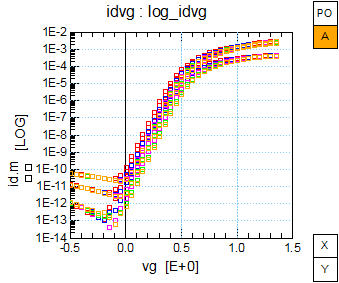 idvg : log_idvg
PO
A
1E-2
1E-3
1E-4
1E-5
1E-6
1E-7
1E-8
1E-9
1E-10
1E-11
1E-12
1E-13
1E-14
id.m [LOG]
-0.5
0.0
0.5
1.0
1.5
vg [E+0]
X
Y